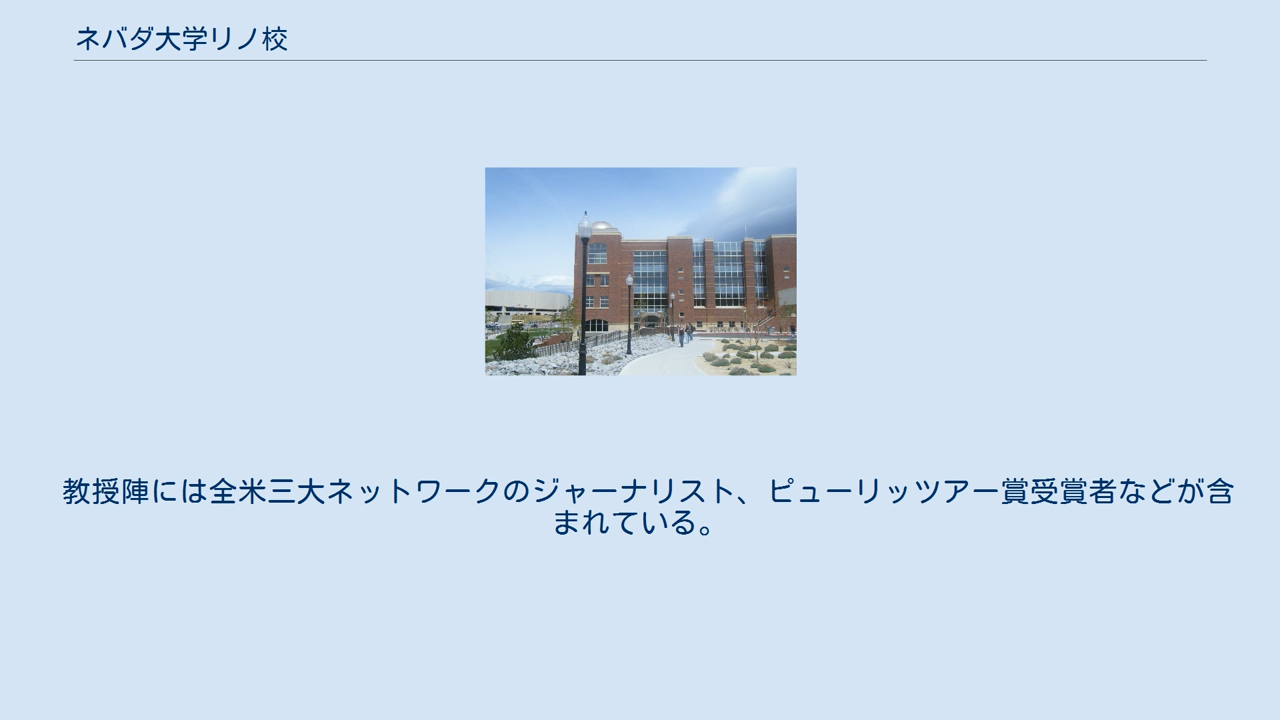 ネバダ大学リノ校
教授陣には全米三大ネットワークのジャーナリスト、ピューリッツアー賞受賞者などが含
まれている。